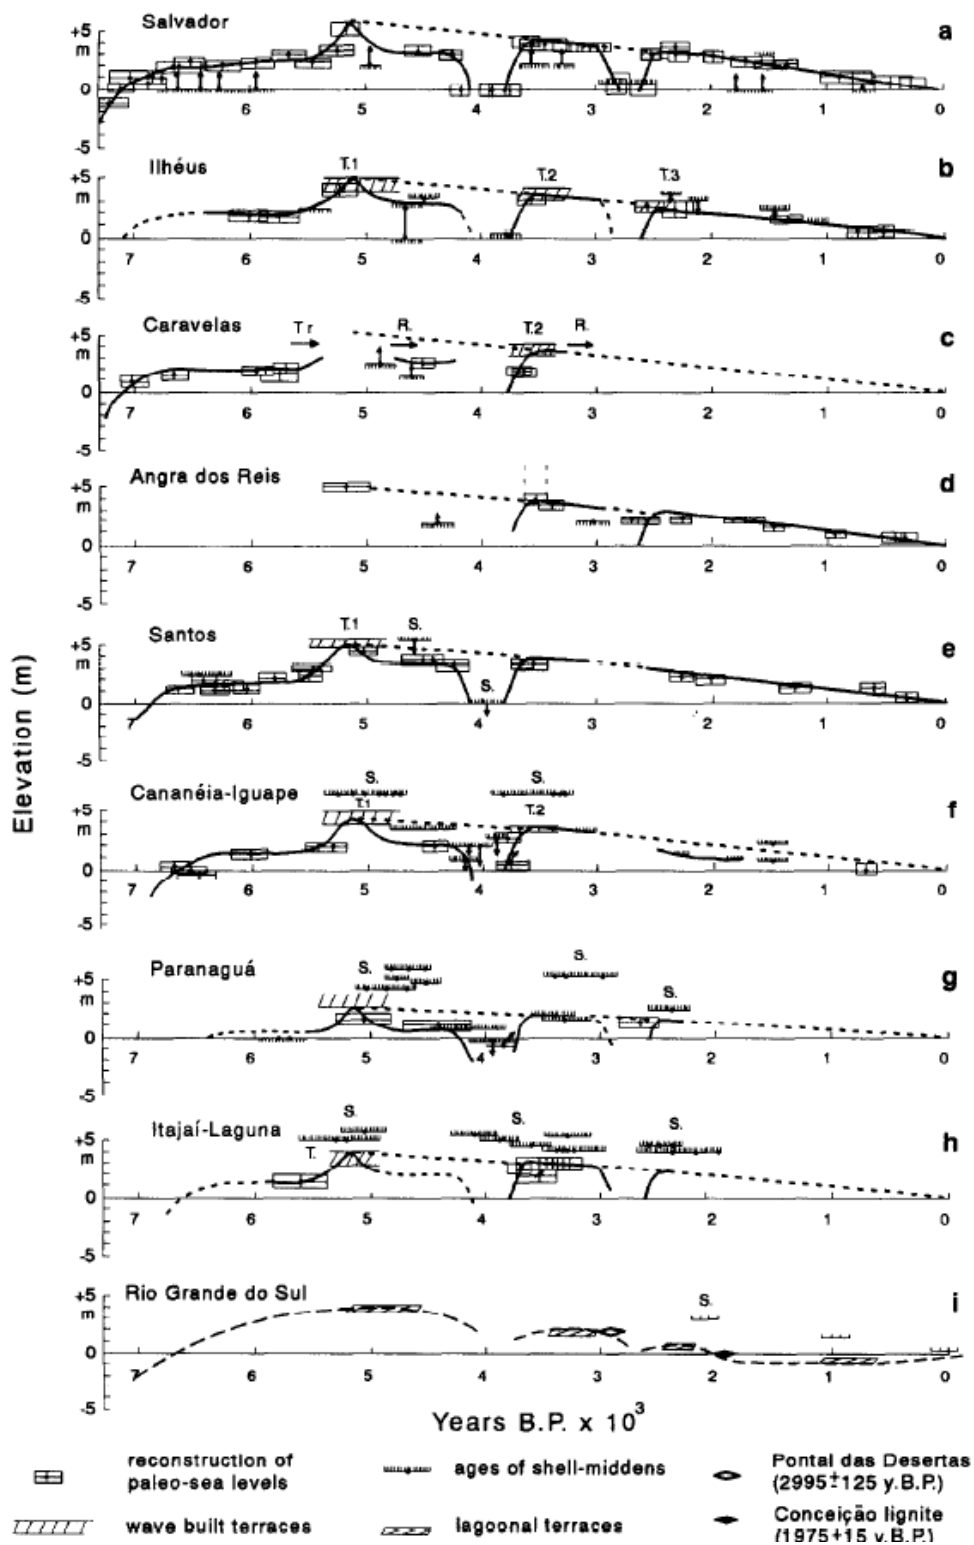 Salvador
a
+5
m
0
-5
6
5
4
3
2
1
0
Ilhéus
T.1
T.2
T.3
b
+5
m
0
-5
7
6
5
4
3
2
1
0
Caravelas
Tr
R.
T.2
R.
c
+5
m
0
-5
7
6
5
4
3
2
1
0
Angra dos Reis
d
+5
m
0
-5
7
6
5
4
3
2
1
0
Santos
T.1
S.
S.
e
+5
m
0
-5
7
6
5
4
3
2
1
0
Cananéia-Iguape
S.
T.1
S.
T.2
f
+5
m
0
-5
7
6
5
4
3
2
1
0
Paranaguá
S.
S.
S.
g
+5
m
0
-5
7
6
5
4
3
2
1
0
Itajaí-Laguna
T.
S.
S.
S.
h
+5
m
0
-5
7
6
5
4
3
2
1
0
Rio Grande do Sul
S.
i
+5
m
0
-5
7
6
5
4
3
2
1
0
Elevation (m)
Years B.P. x 10³
reconstruction of
paleo-sea levels
ages of shell-middens
Pontal das Desertas
(2995±125 y.B.P.)
wave built terraces
lagoonal terraces
Conceição lignite
(1975±15 y.B.P.)